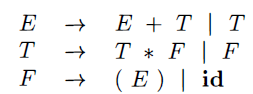 E → E + T | T
T → T * F | F
F → ( E ) | id